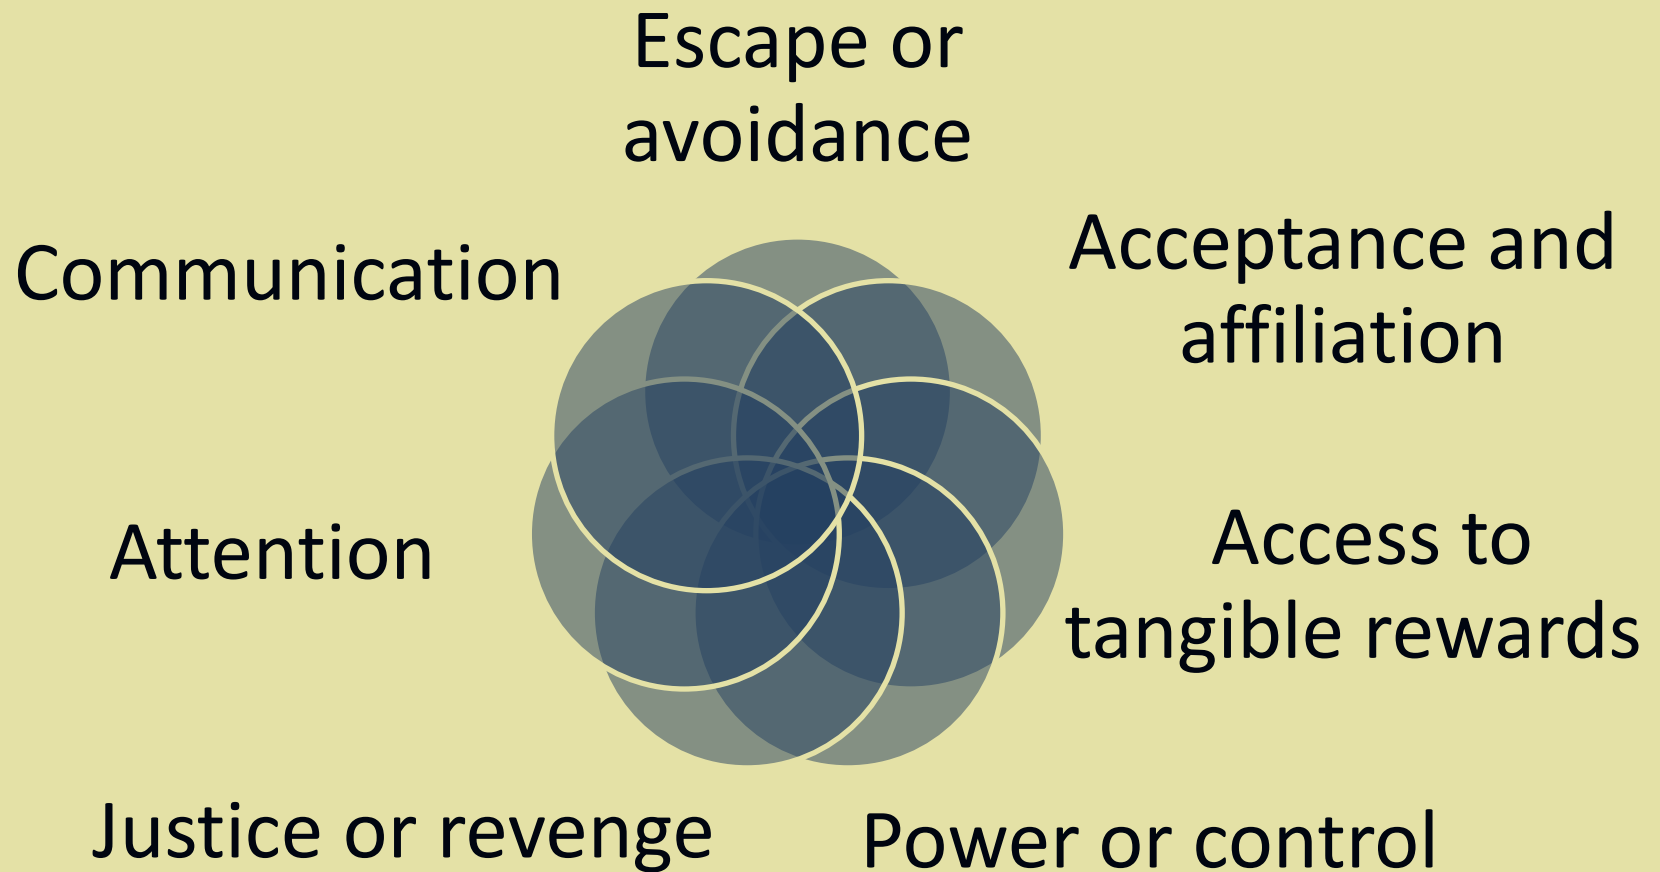 Escape or
avoidance
Communication
Acceptance and
affiliation
Attention
Access to
tangible rewards
Justice or revenge
Power or control